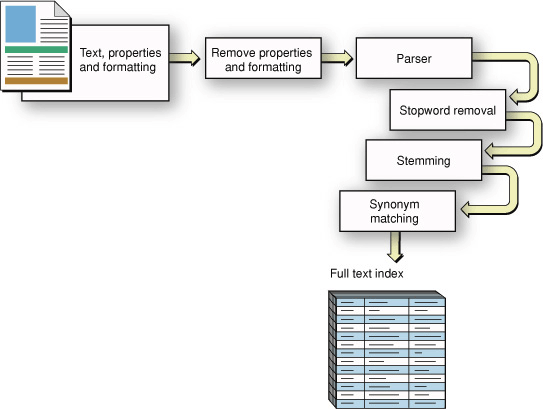 Text, properties
and formatting
Remove properties
and formatting
Parser
Stopword removal
Stemming
Synonym
matching
Full text index